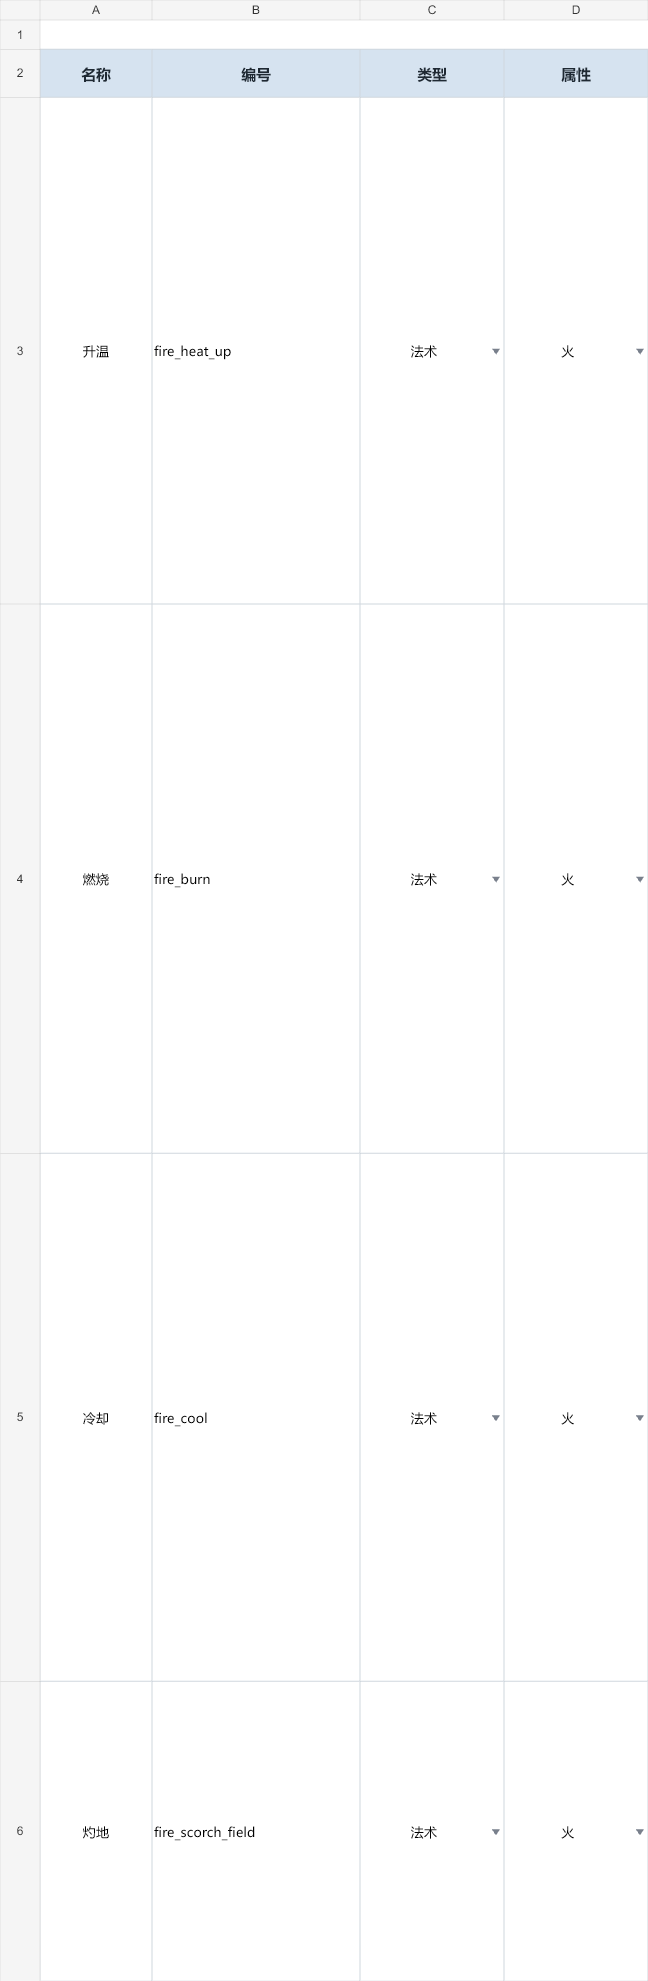 A B C D
1
2 名称 编号 类型 属性
3 升温 fire_heat_up 法术 火
4 燃烧 fire_burn 法术 火
5 冷却 fire_cool 法术 火
6 灼地 fire_scorch_field 法术 火